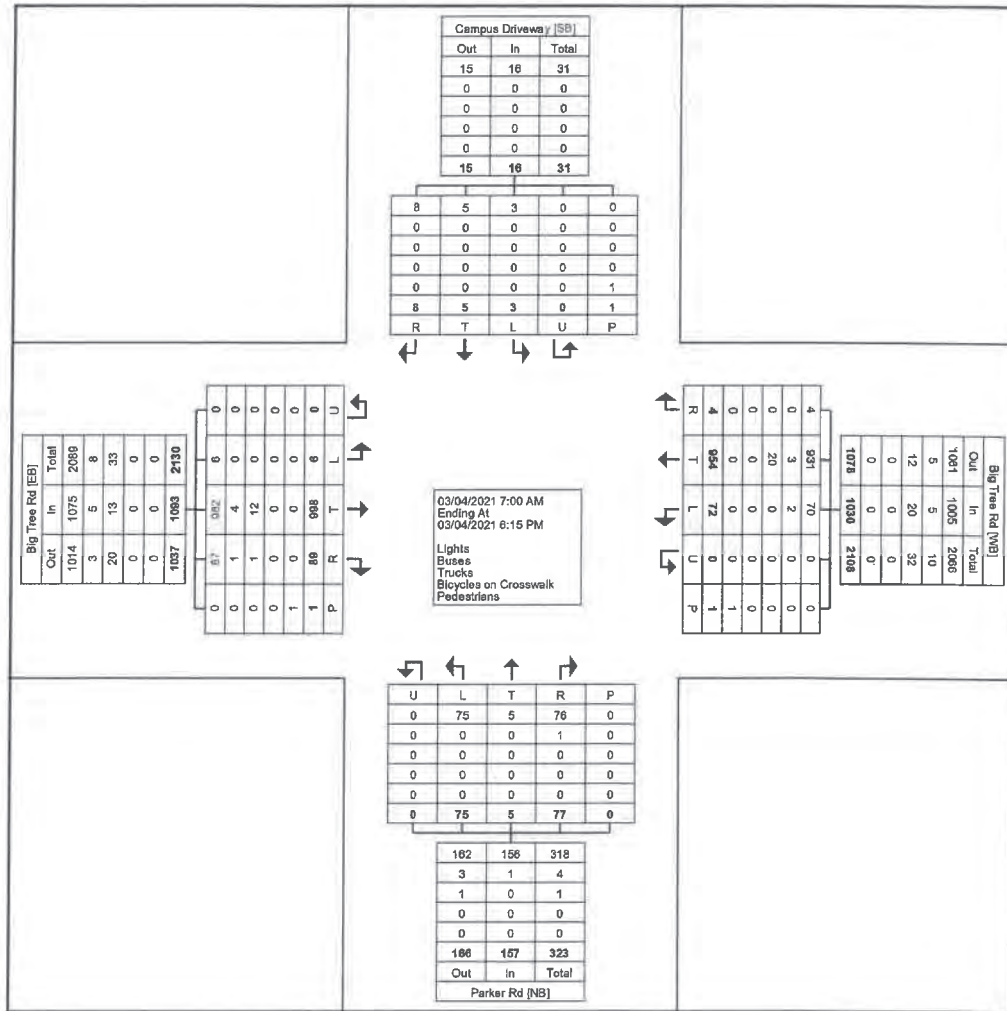 Campus Driveway [SB]
Out In Total
15 16 31
0 0 0
0 0 0
0 0 0
0 0 0
15 16 31
8 5 3 0 0
0 0 0 0 0
0 0 0 0 0
0 0 0 0 0
0 0 0 0 1
8 5 3 0 1
R T L U P
Big Tree Rd [EB]
Out In Total
1014 1075 2089
3 5 8
20 13 33
0 0 0
0 0 0
1037 1093 2130
0 87 982 6 0
0 1 4 0 0
0 1 12 0 0
0 0 0 0 0
1 0 0 0 0
1 89 998 6 0
P R T L U
03/04/2021 7:00 AM
Ending At
03/04/2021 6:15 PM
Lights
Buses
Trucks
Bicycles on Crosswalk
Pedestrians
Big Tree Rd [WB]
Out In Total
1061 1005 2066
5 5 10
12 20 32
0 0 0
0 0 0
1078 1030 2108
4 931 70 0 0
0 3 2 0 0
0 20 0 0 0
0 0 0 0 0
0 0 0 0 1
4 954 72 0 1
R T L U P
U L T R P
0 75 5 76 0
0 0 0 1 0
0 0 0 0 0
0 0 0 0 0
0 0 0 0 0
0 75 5 77 0
162 156 318
3 1 4
1 0 1
0 0 0
0 0 0
166 157 323
Out In Total
Parker Rd [NB]